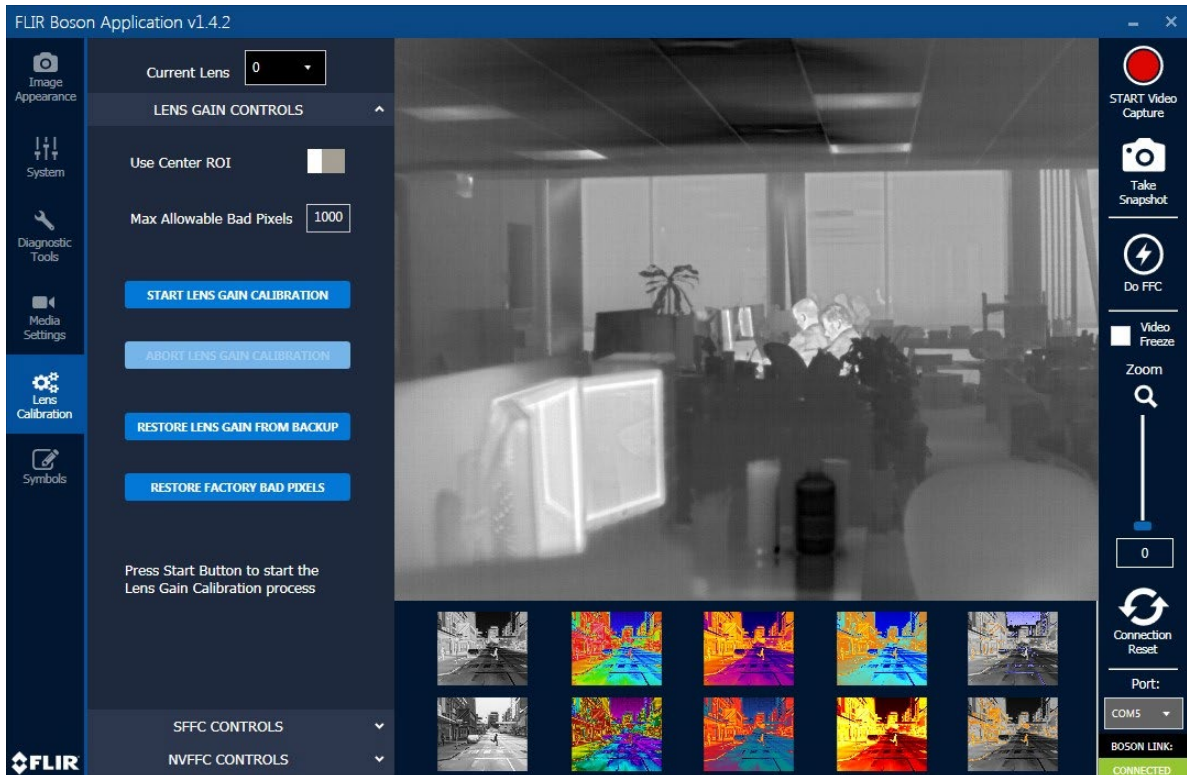 FLIR Boson Application v1.4.2
Image
Appearance
System
Diagnostic
Tools
Media
Settings
Lens
Calibration
Symbols
FLIR
Current Lens 0
LENS GAIN CONTROLS
Use Center ROI
Max Allowable Bad Pixels 1000
START LENS GAIN CALIBRATION
ABORT LENS GAIN CALIBRATION
RESTORE LENS GAIN FROM BACKUP
RESTORE FACTORY BAD PIXELS
Press Start Button to start the
Lens Gain Calibration process
SFFC CONTROLS
NVFFC CONTROLS
START Video
Capture
Take
Snapshot
Do FFC
Video
Freeze
Zoom
0
Connection
Reset
Port:
COM5
BOSON LINK:
CONNECTED